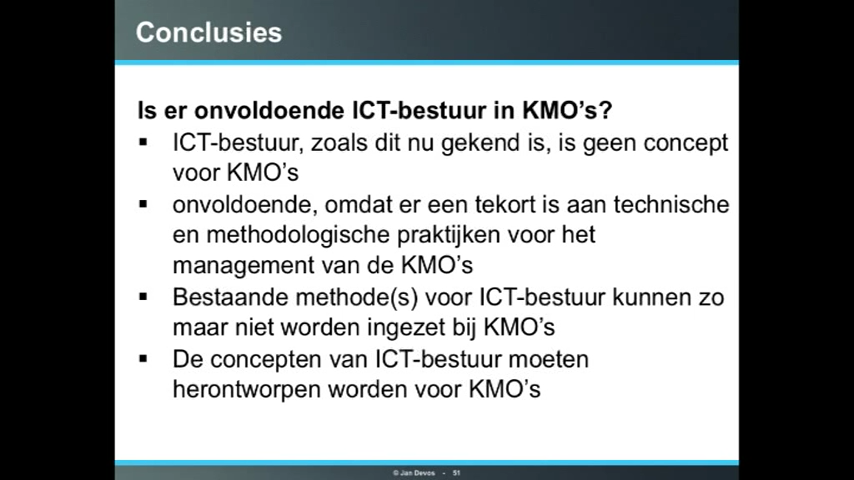 Conclusies
Is er onvoldoende ICT-bestuur in KMO's?
▪ ICT-bestuur, zoals dit nu gekend is, is geen concept
voor KMO's
▪ onvoldoende, omdat er een tekort is aan technische
en methodologische praktijken voor het
management van de KMO's
▪ Bestaande methode(s) voor ICT-bestuur kunnen zo
maar niet worden ingezet bij KMO's
▪ De concepten van ICT-bestuur moeten
herontworpen worden voor KMO's
© Jan Devos - 51